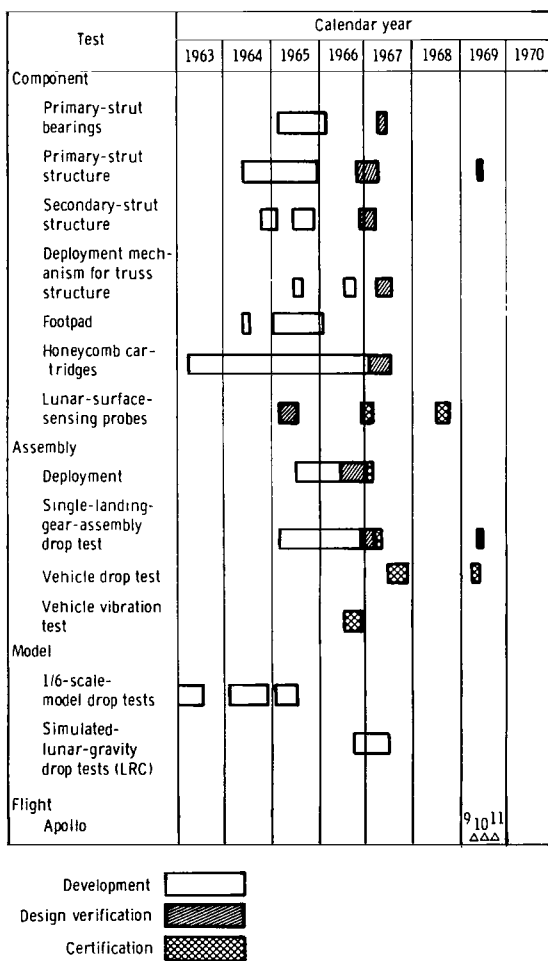 Test
Calendar year
1963 1964 1965 1966 1967 1968 1969 1970
Component
Primary-strut
bearings
Primary-strut
structure
Secondary-strut
structure
Deployment mech-
anism for truss
structure
Footpad
Honeycomb car-
tridges
Lunar-surface-
sensing probes
Assembly
Deployment
Single-landing-
gear-assembly
drop test
Vehicle drop test
Vehicle vibration
test
Model
1/6-scale-
model drop tests
Simulated-
lunar-gravity
drop tests (LRC)
Flight
Apollo
9 10 11
Development
Design verification
Certification